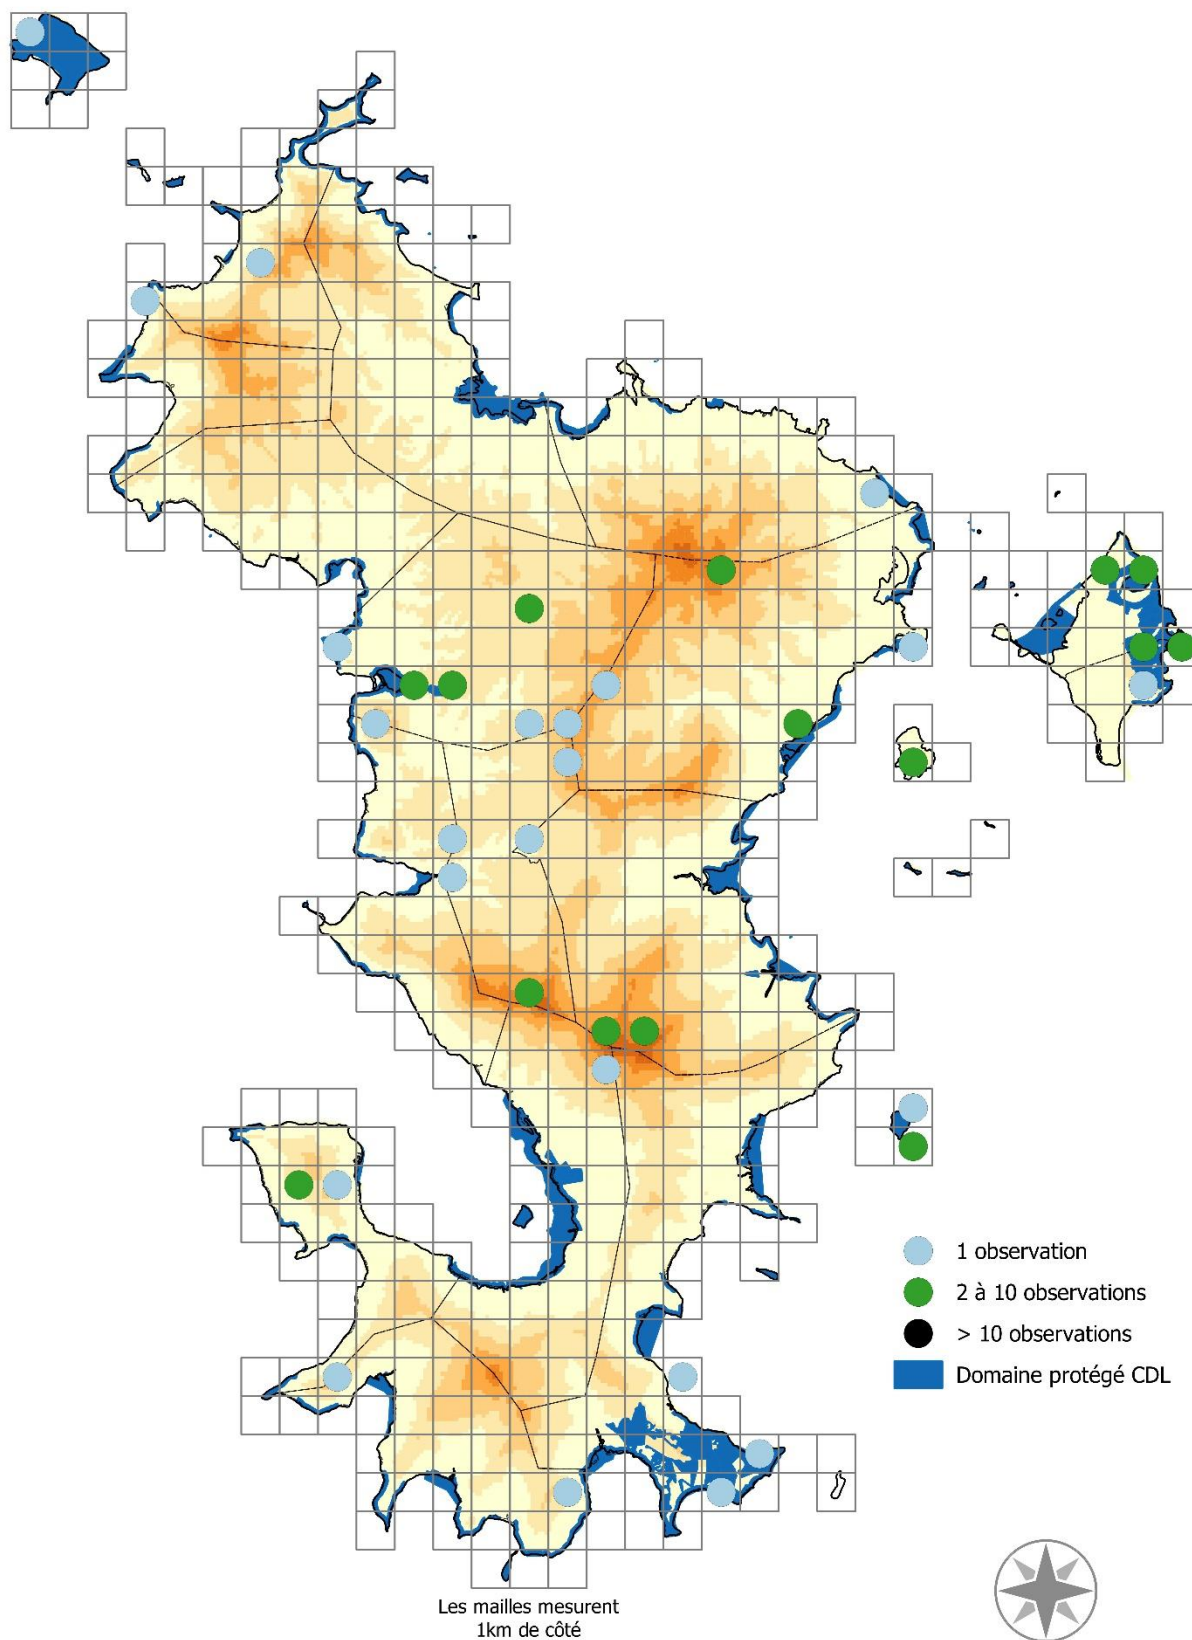 1 observation
2 à 10 observations
> 10 observations
Domaine protégé CDL
Les mailles mesurent
1km de côté